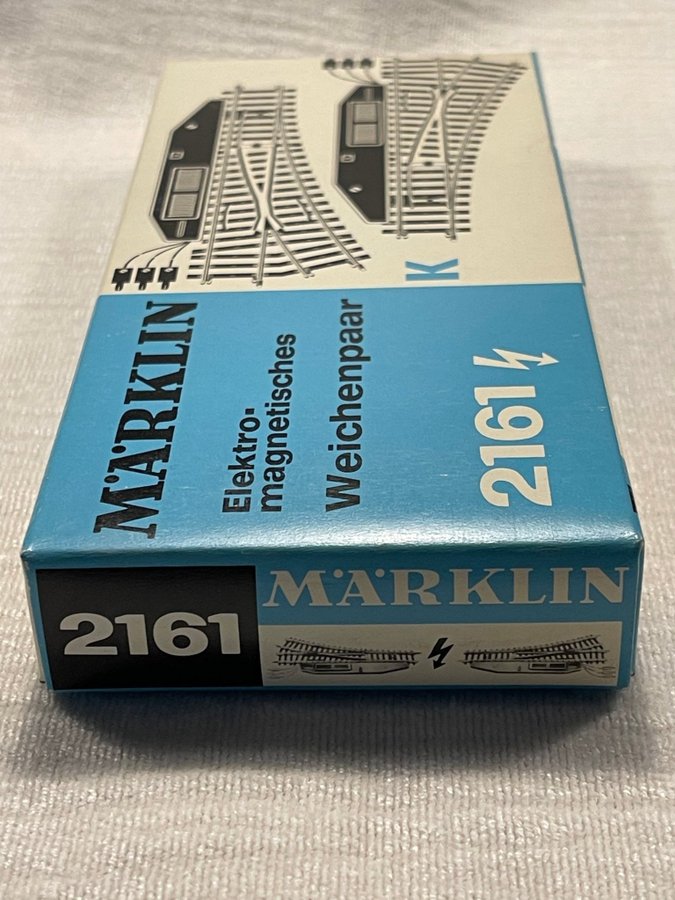 MÄRKLIN
Elektro-
magnetisches
Weichenpaar
K
2161
2161
MÄRKLIN